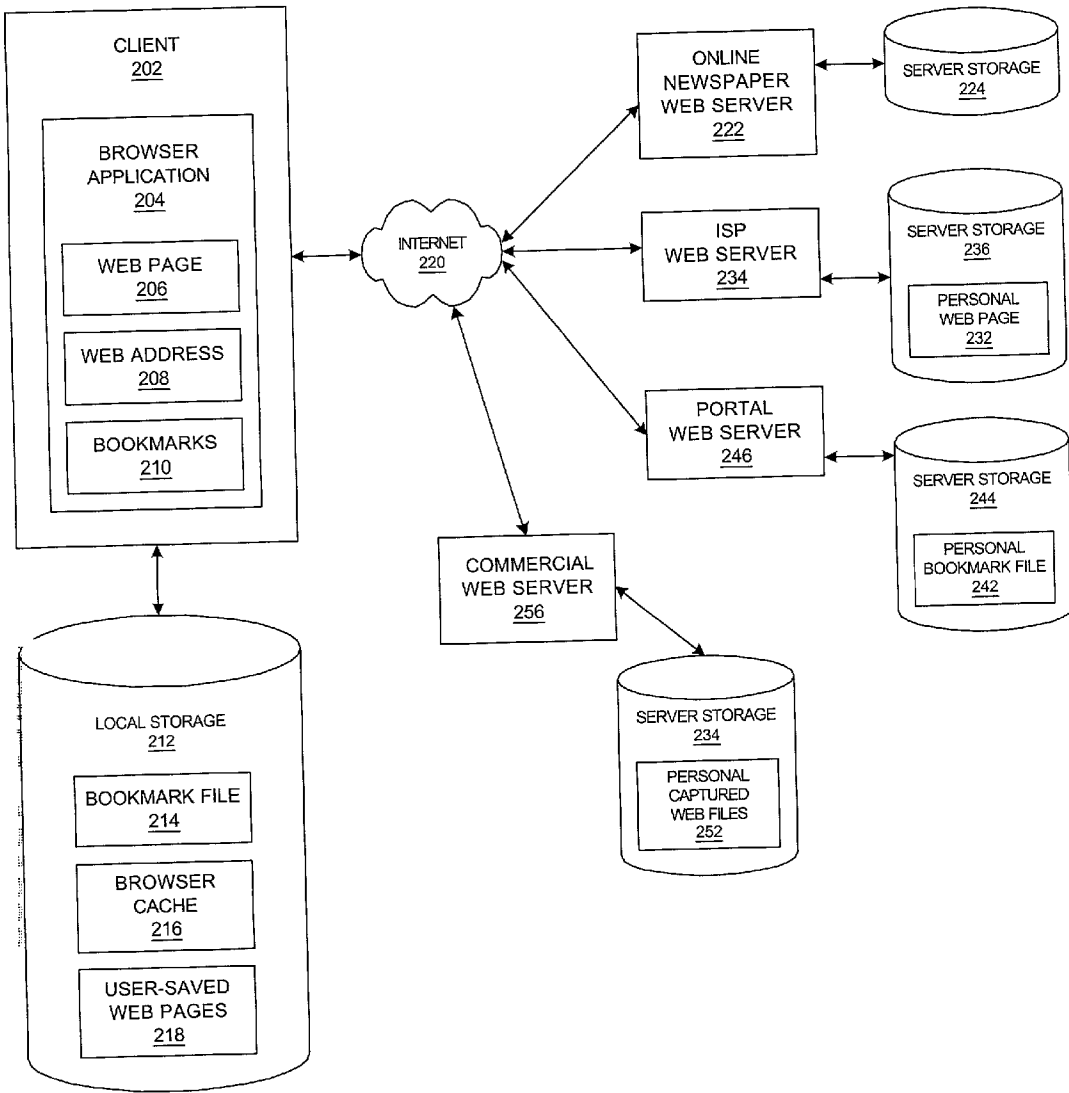 CLIENT
202
BROWSER
APPLICATION
204
WEB PAGE
206
WEB ADDRESS
208
BOOKMARKS
210
LOCAL STORAGE
212
BOOKMARK FILE
214
BROWSER
CACHE
216
USER-SAVED
WEB PAGES
218
INTERNET
220
ONLINE
NEWSPAPER
WEB SERVER
222
SERVER STORAGE
224
ISP
WEB SERVER
234
SERVER STORAGE
236
PERSONAL
WEB PAGE
232
PORTAL
WEB SERVER
246
SERVER STORAGE
244
PERSONAL
BOOKMARK FILE
242
COMMERCIAL
WEB SERVER
256
SERVER STORAGE
234
PERSONAL
CAPTURED
WEB FILES
252